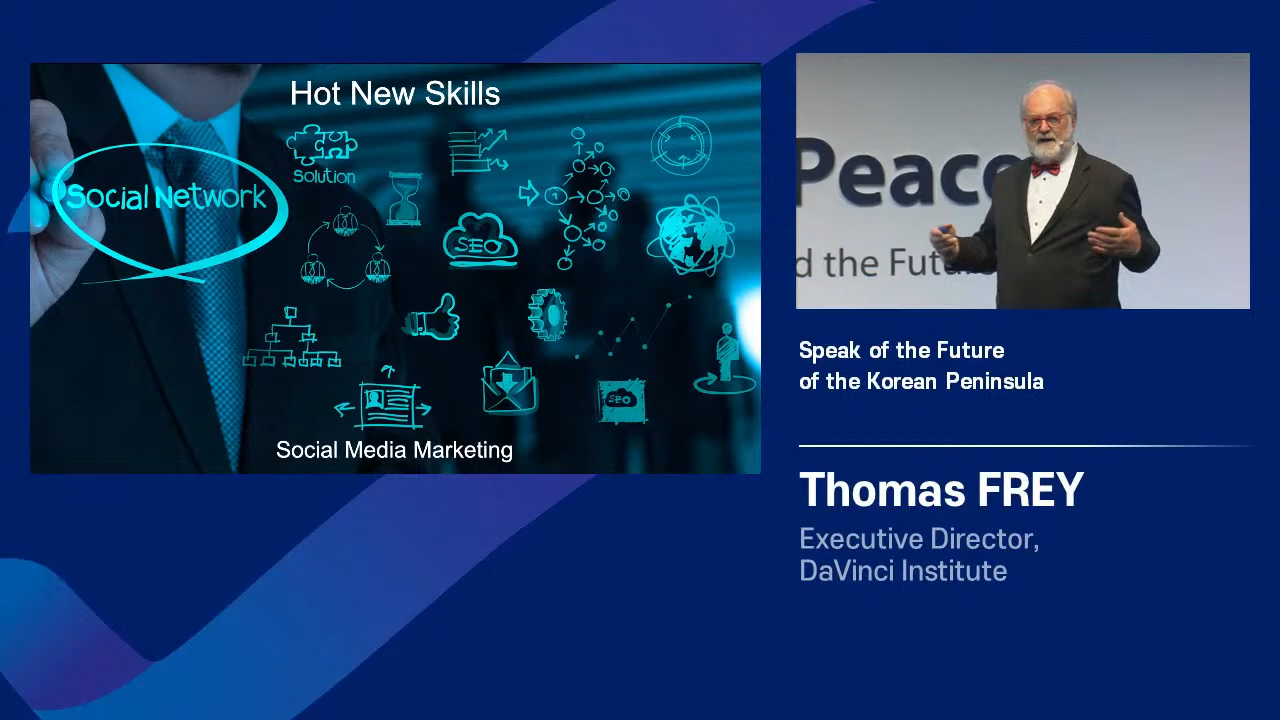 Hot New Skills
Social Network
Solution
SEO
SEO
Social Media Marketing
Peac
d the Futu
Speak of the Future
of the Korean Peninsula
Thomas FREY
Executive Director,
DaVinci Institute